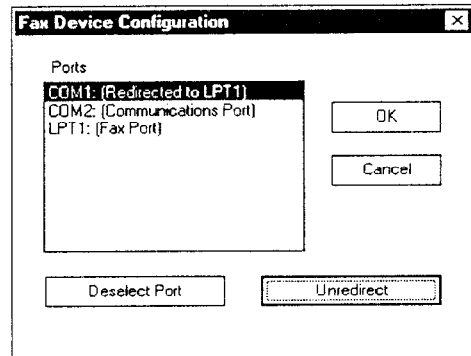 Fax Device Configuration
Ports
COM1: (Redirected to LPT1)
COM2: (Communications Port)
LPT1: (Fax Port)
OK
Cancel
Deselect Port
Unredirect